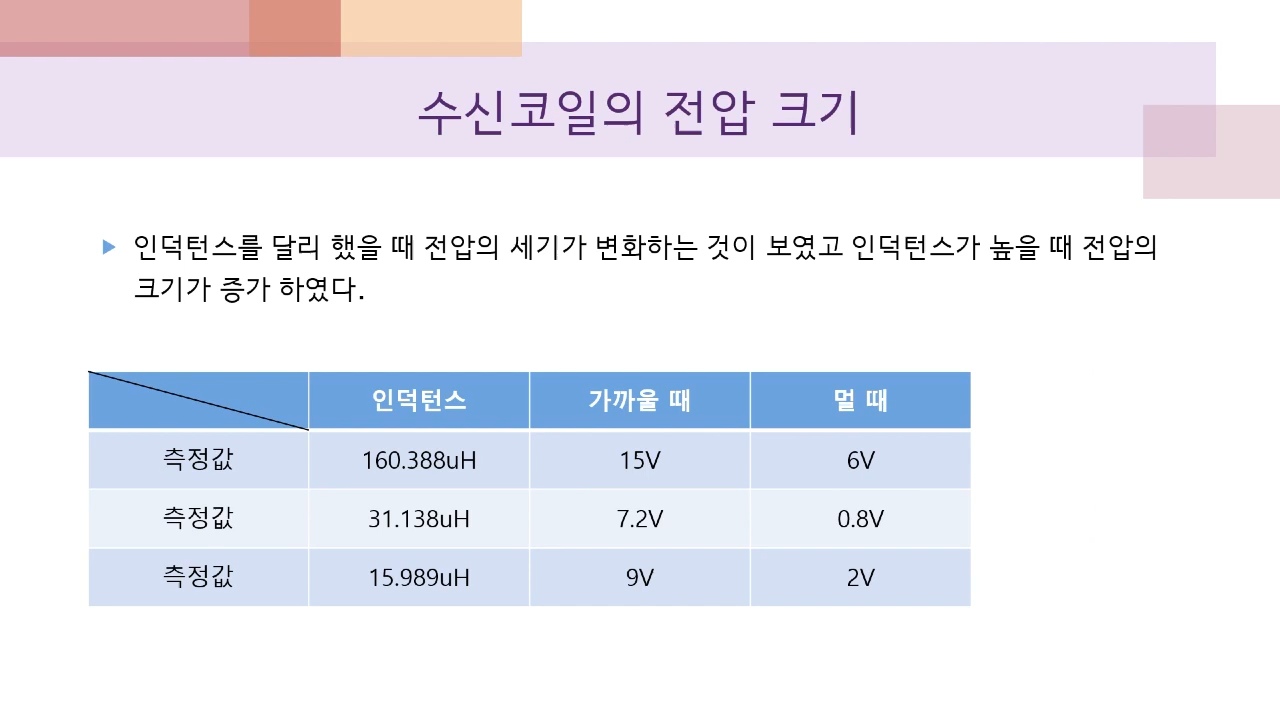 수신코일의 전압 크기
인덕턴스를 달리 했을 때 전압의 세기가 변화하는 것이 보였고 인덕턴스가 높을 때 전압의
크기가 증가 하였다.
인덕턴스 가까울 때 멀 때
측정값 160.388uH 15V 6V
측정값 31.138uH 7.2V 0.8V
측정값 15.989uH 9V 2V